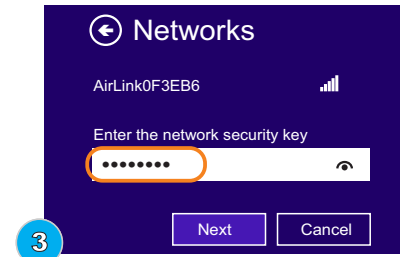 Networks
AirLink0F3EB6
Enter the network security key
••••••••
Next Cancel
3